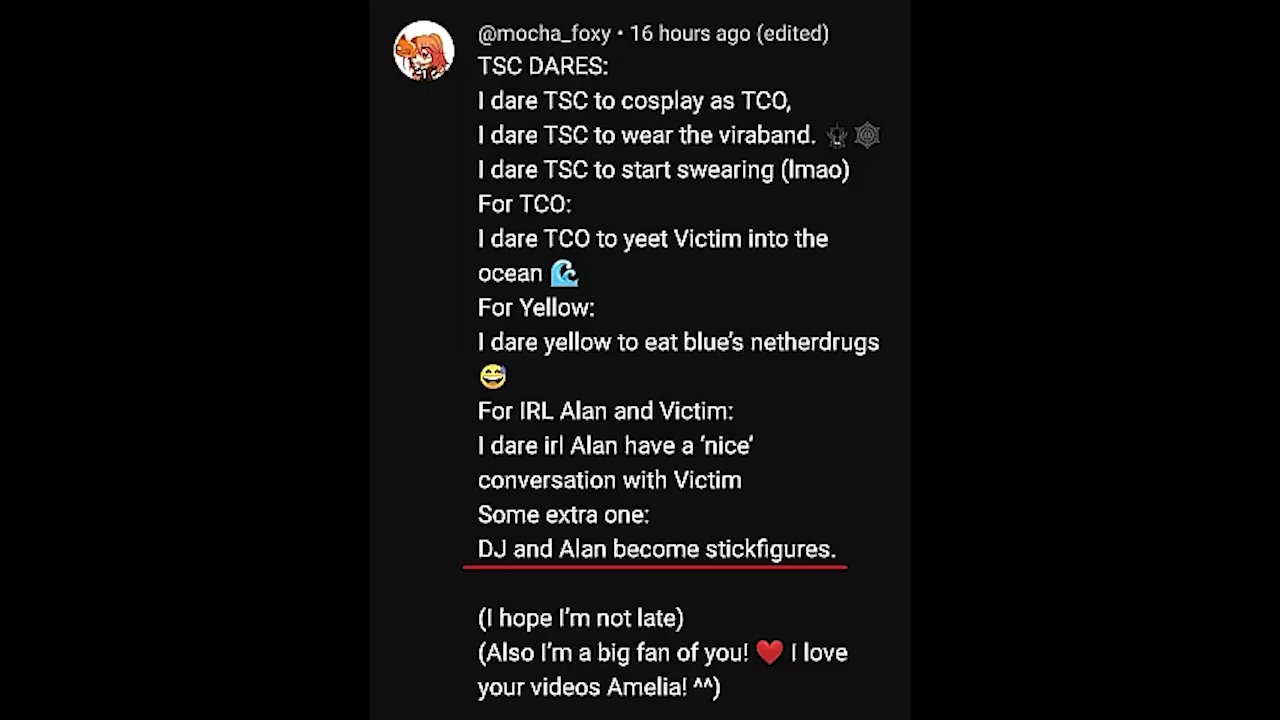 @mocha_foxy • 16 hours ago (edited)
TSC DARES:
I dare TSC to cosplay as TCO,
I dare TSC to wear the viraband. 🕷️🕸️
I dare TSC to start swearing (lmao)
For TCO:
I dare TCO to yeet Victim into the
ocean 🌊
For Yellow:
I dare yellow to eat blue’s netherdrugs
😅
For IRL Alan and Victim:
I dare irl Alan have a ‘nice’
conversation with Victim
Some extra one:
DJ and Alan become stickfigures.
(I hope I’m not late)
(Also I’m a big fan of you! ❤️ I love
your videos Amelia! ^^)